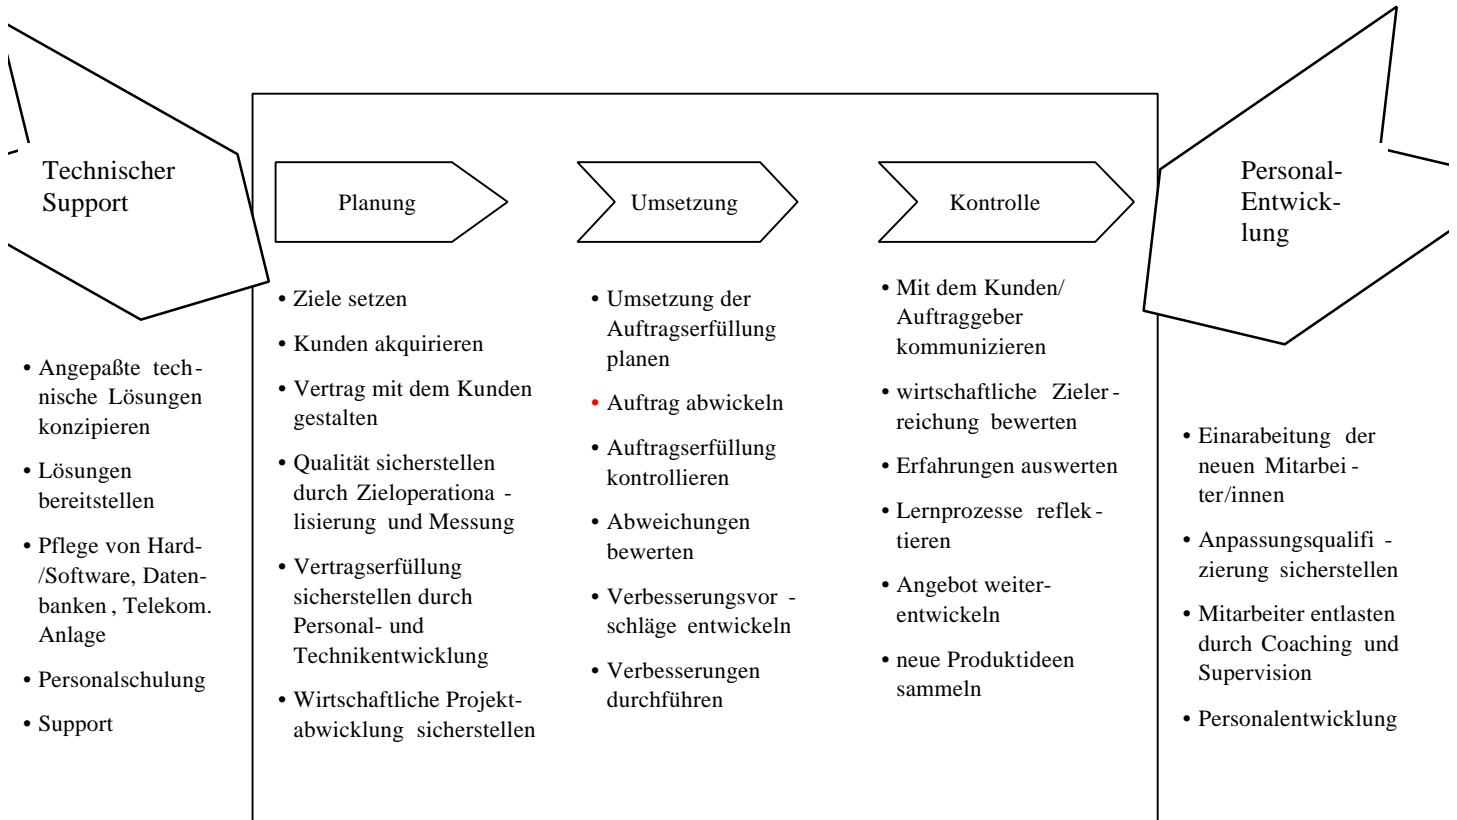 Technischer
Support
• Angepaßte tech-
nische Lösungen
konzipieren
• Lösungen
bereitstellen
• Pflege von Hard-
/Software, Daten-
banken , Telekom.
Anlage
• Personalschulung
• Support
Planung
• Ziele setzen
• Kunden akquirieren
• Vertrag mit dem Kunden
gestalten
• Qualität sicherstellen
durch Zieloperationa -
lisierung und Messung
• Vertragserfüllung
sicherstellen durch
Personal- und
Technikentwicklung
• Wirtschaftliche Projekt-
abwicklung sicherstellen
Umsetzung
• Umsetzung der
Auftragserfüllung
planen
• Auftrag abwickeln
• Auftragserfüllung
kontrollieren
• Abweichungen
bewerten
• Verbesserungsvor -
schläge entwickeln
• Verbesserungen
durchführen
Kontrolle
• Mit dem Kunden/
Auftraggeber
kommunizieren
• wirtschaftliche Zieler -
reichung bewerten
• Erfahrungen auswerten
• Lernprozesse reflek -
tieren
• Angebot weiter-
entwickeln
• neue Produktideen
sammeln
Personal-
Entwick-
lung
• Einarabeitung der
neuen Mitarbei -
ter/innen
• Anpassungsqualifi -
zierung sicherstellen
• Mitarbeiter entlasten
durch Coaching und
Supervision
• Personalentwicklung